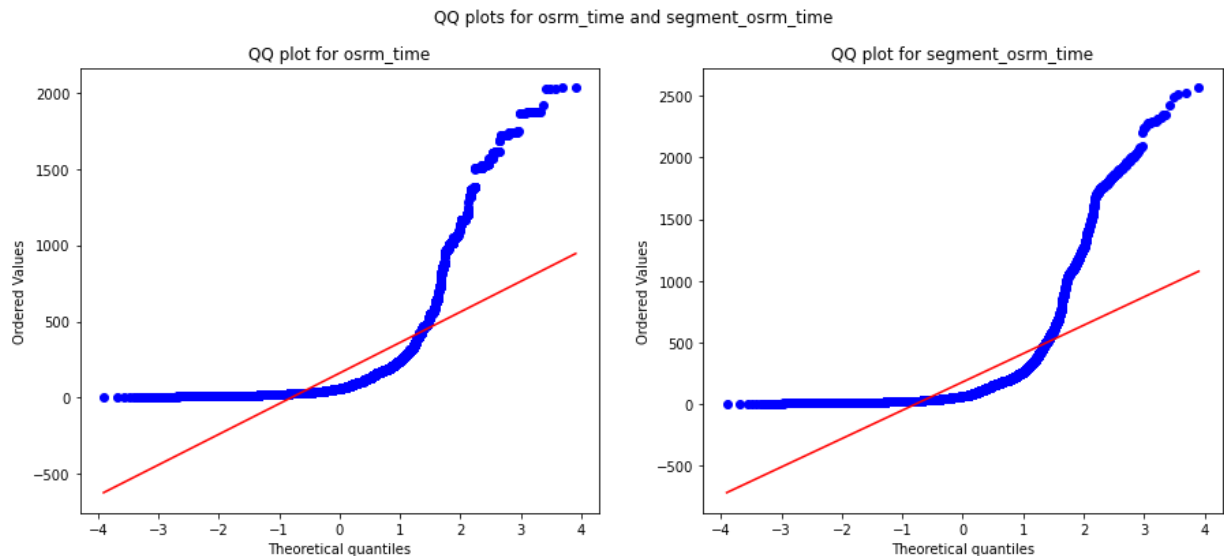 QQ plots for osrm_time and segment_osrm_time
QQ plot for osrm_time
Ordered Values
2000
1500
1000
500
0
−500
−4 −3 −2 −1 0 1 2 3 4
Theoretical quantiles
QQ plot for segment_osrm_time
Ordered Values
2500
2000
1500
1000
500
0
−500
−4 −3 −2 −1 0 1 2 3 4
Theoretical quantiles